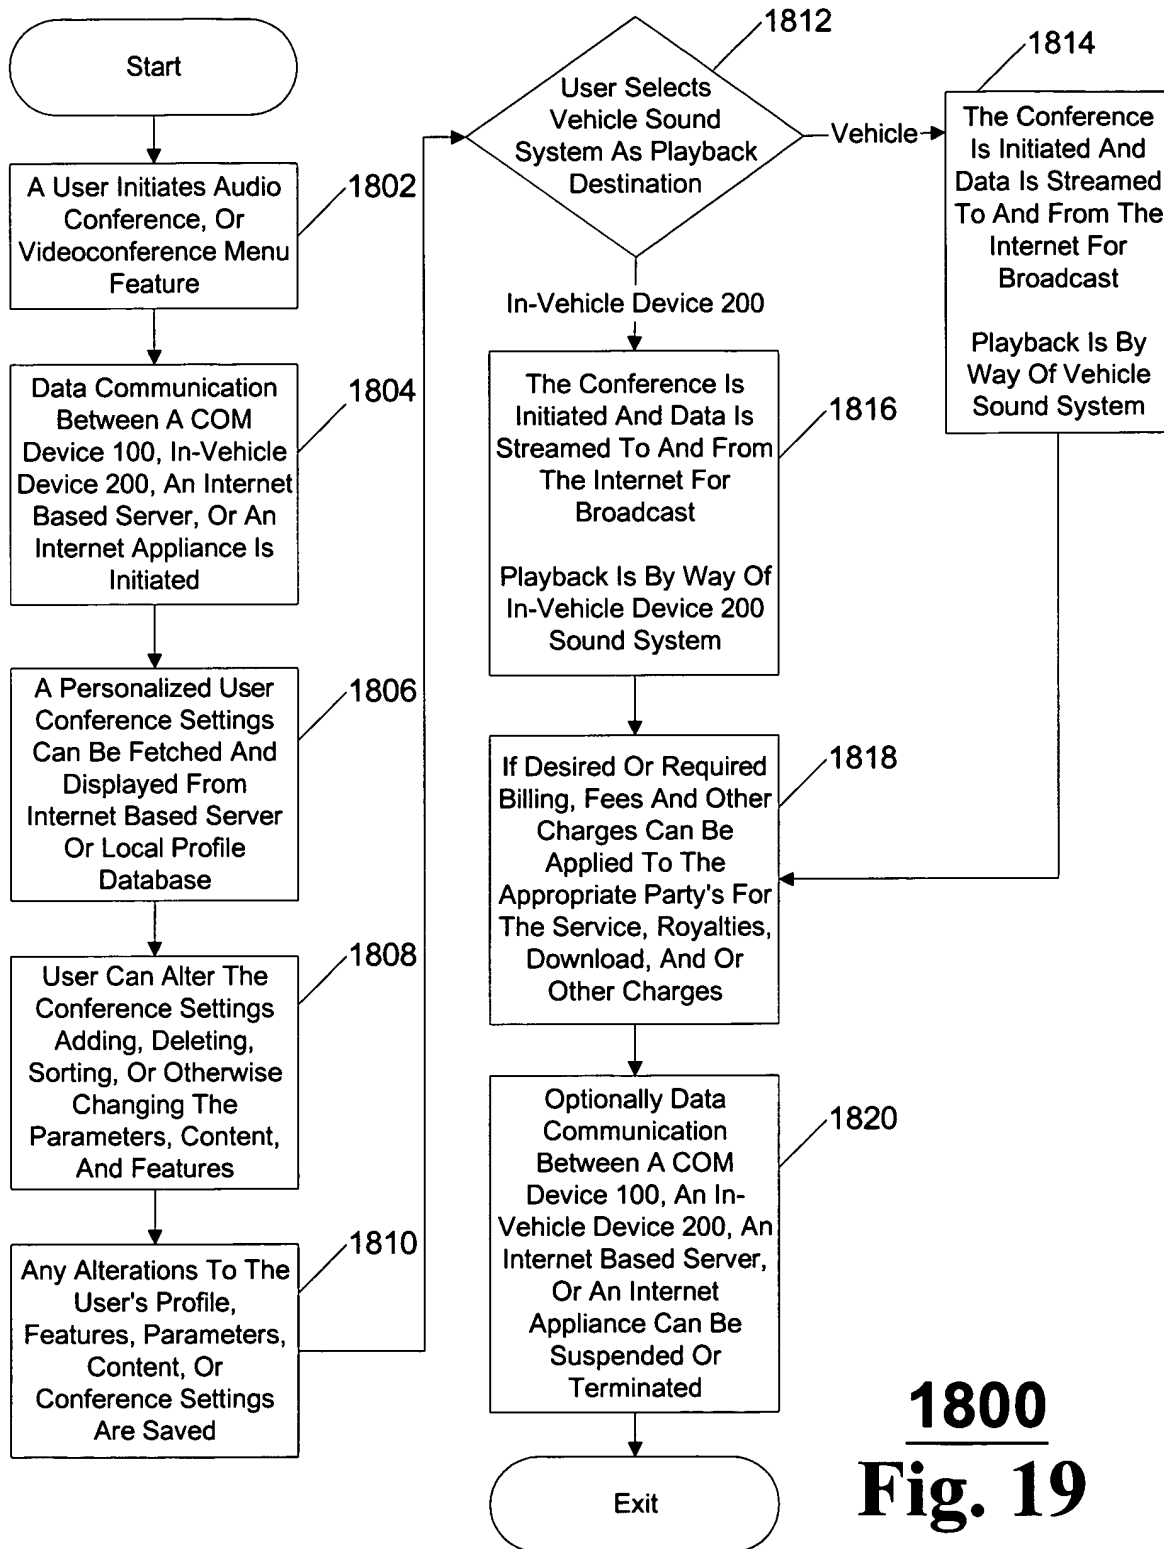 Start
A User Initiates Audio
Conference, Or
Videoconference Menu
Feature
1802
Data Communication
Between A COM
Device 100, In-Vehicle
Device 200, An Internet
Based Server, Or An
Internet Appliance Is
Initiated
1804
A Personalized User
Conference Settings
Can Be Fetched And
Displayed From
Internet Based Server
Or Local Profile
Database
1806
User Can Alter The
Conference Settings
Adding, Deleting,
Sorting, Or Otherwise
Changing The
Parameters, Content,
And Features
1808
Any Alterations To The
User's Profile,
Features, Parameters,
Content, Or
Conference Settings
Are Saved
1810
User Selects
Vehicle Sound
System As Playback
Destination
1812
Vehicle
In-Vehicle Device 200
The Conference
Is Initiated And
Data Is Streamed
To And From The
Internet For
Broadcast
Playback Is By
Way Of Vehicle
Sound System
1814
The Conference Is
Initiated And Data Is
Streamed To And From
The Internet For
Broadcast
Playback Is By Way Of
In-Vehicle Device 200
Sound System
1816
If Desired Or Required
Billing, Fees And Other
Charges Can Be
Applied To The
Appropriate Party's For
The Service, Royalties,
Download, And Or
Other Charges
1818
Optionally Data
Communication
Between A COM
Device 100, An In-
Vehicle Device 200, An
Internet Based Server,
Or An Internet
Appliance Can Be
Suspended Or
Terminated
1820
Exit
1800
Fig. 19